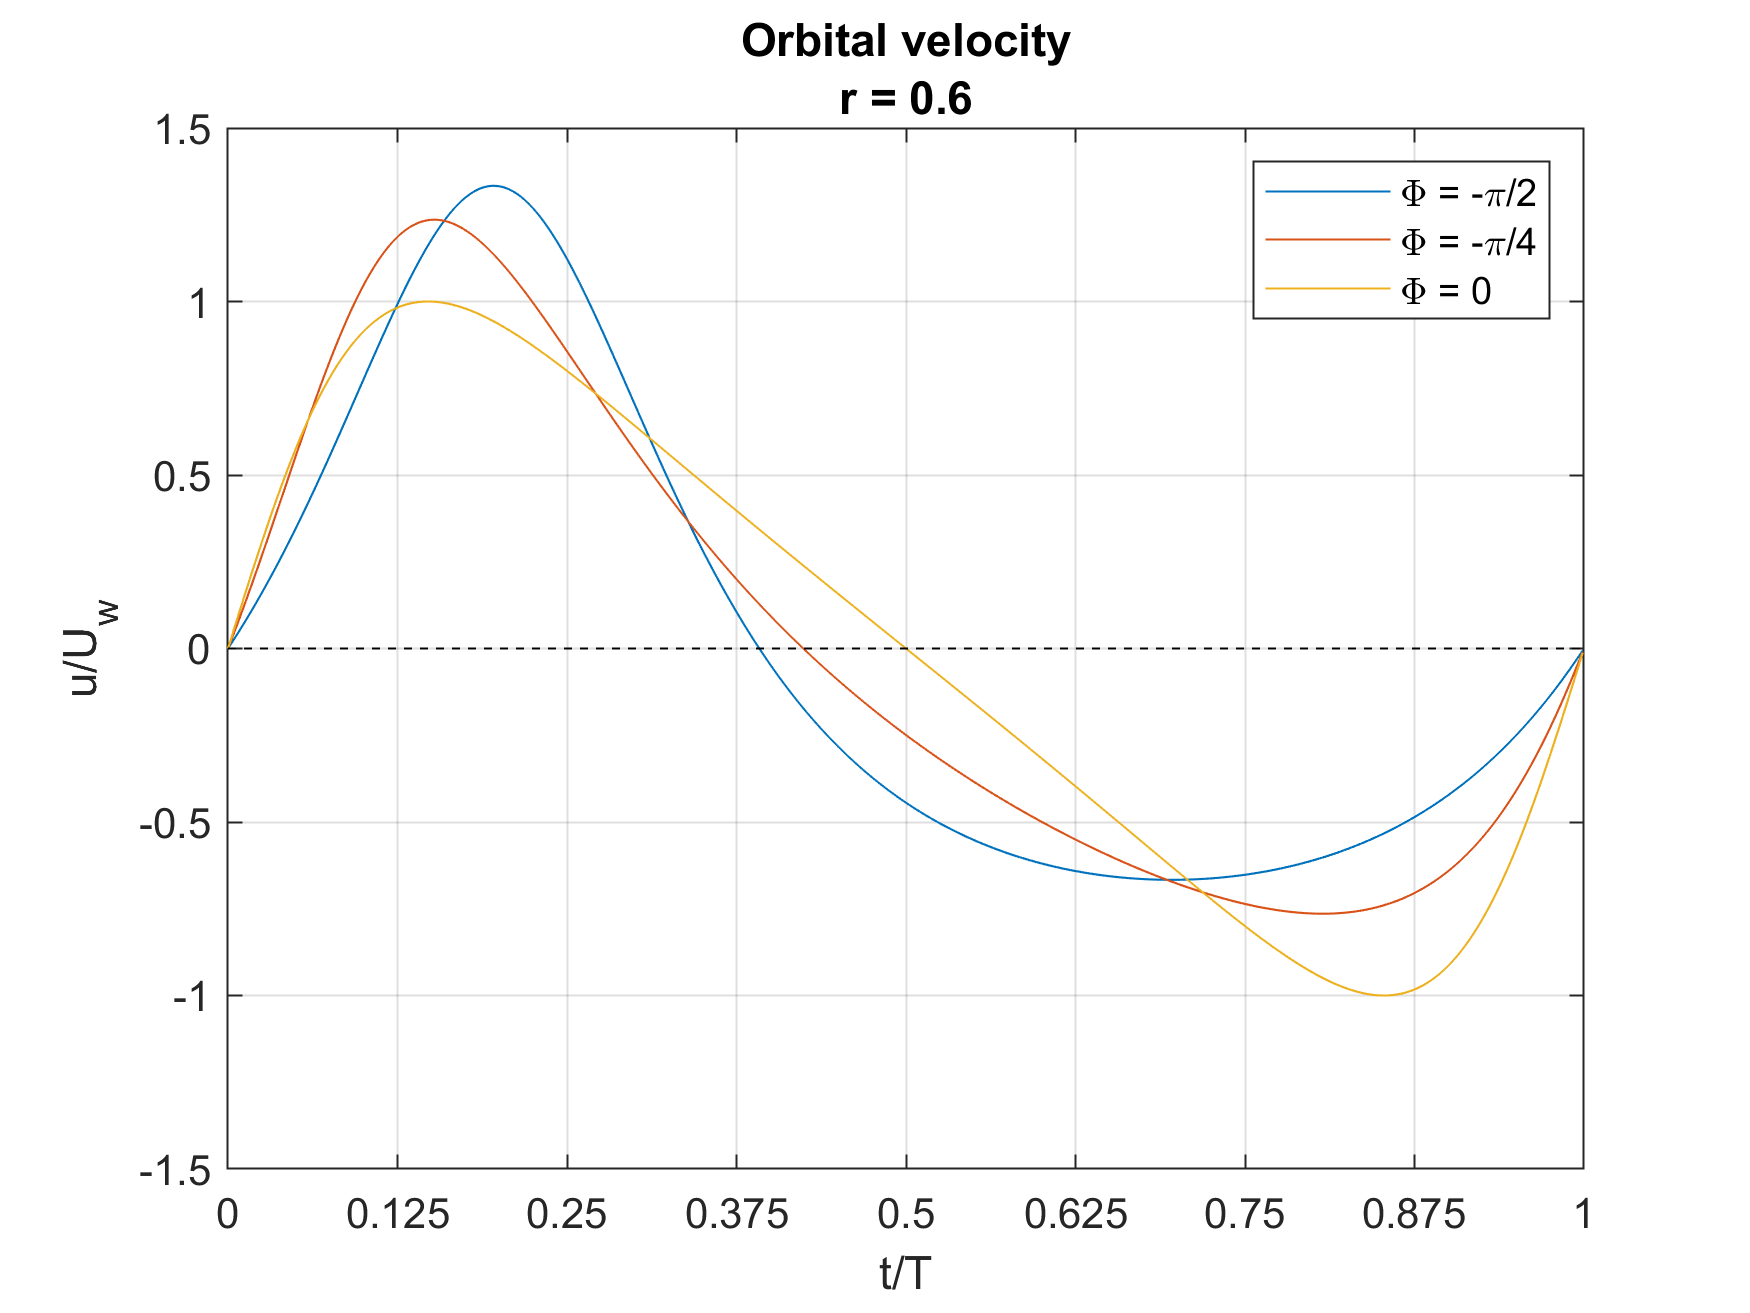 Orbital velocity
r = 0.6
1.5
1
0.5
0
-0.5
-1
-1.5
u/U_w
Φ = -π/2
Φ = -π/4
Φ = 0
0 0.125 0.25 0.375 0.5 0.625 0.75 0.875 1
t/T